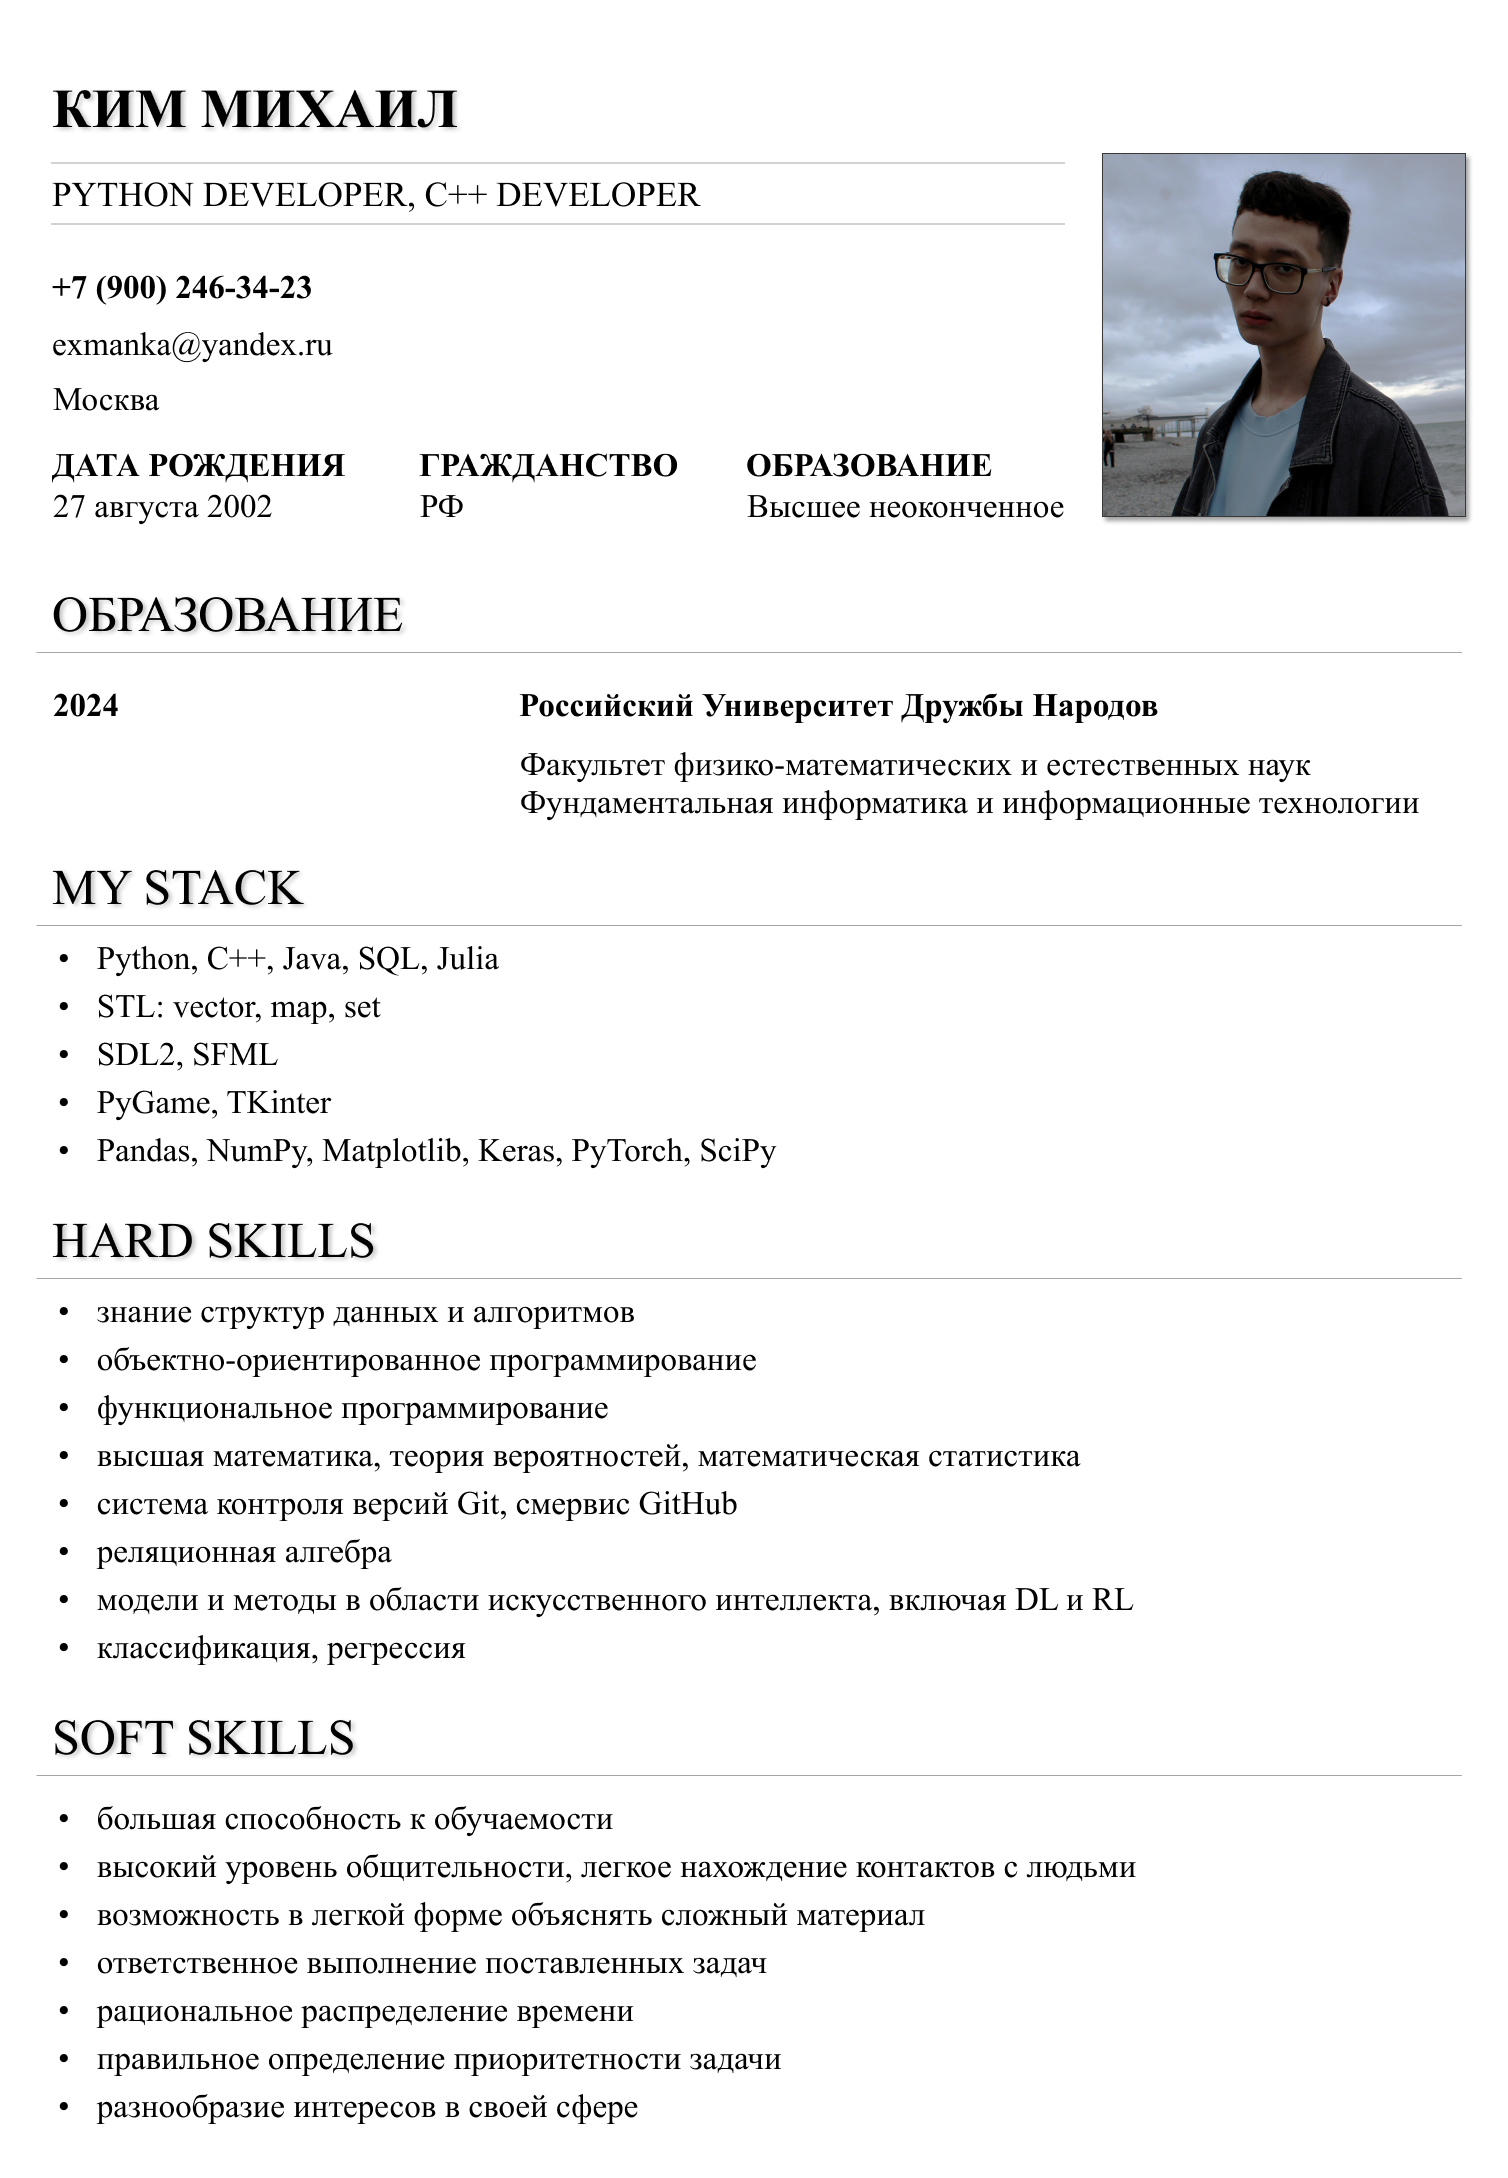 КИМ МИХАИЛ
PYTHON DEVELOPER, C++ DEVELOPER
+7 (900) 246-34-23
exmanka@yandex.ru
Москва
ДАТА РОЖДЕНИЯ ГРАЖДАНСТВО ОБРАЗОВАНИЕ
27 августа 2002 РФ Высшее неоконченное
ОБРАЗОВАНИЕ
2024 Российский Университет Дружбы Народов
Факультет физико-математических и естественных наук
Фундаментальная информатика и информационные технологии
MY STACK
• Python, C++, Java, SQL, Julia
• STL: vector, map, set
• SDL2, SFML
• PyGame, TKinter
• Pandas, NumPy, Matplotlib, Keras, PyTorch, SciPy
HARD SKILLS
• знание структур данных и алгоритмов
• объектно-ориентированное программирование
• функциональное программирование
• высшая математика, теория вероятностей, математическая статистика
• система контроля версий Git, смервис GitHub
• реляционная алгебра
• модели и методы в области искусственного интеллекта, включая DL и RL
• классификация, регрессия
SOFT SKILLS
• большая способность к обучаемости
• высокий уровень общительности, легкое нахождение контактов с людьми
• возможность в легкой форме объяснять сложный материал
• ответственное выполнение поставленных задач
• рациональное распределение времени
• правильное определение приоритетности задачи
• разнообразие интересов в своей сфере